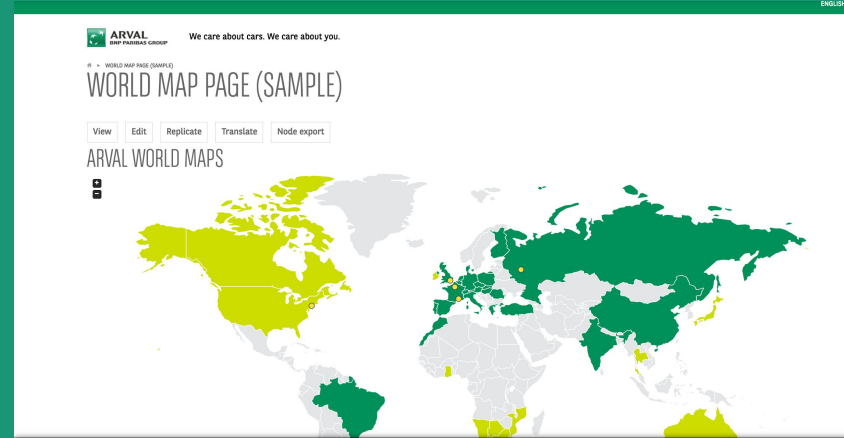 ENGLISH
ARVAL
BNP PARIBAS GROUP
We care about cars. We care about you.
> WORLD MAP PAGE (SAMPLE)
WORLD MAP PAGE (SAMPLE)
View Edit Replicate Translate Node export
ARVAL WORLD MAPS
+
−